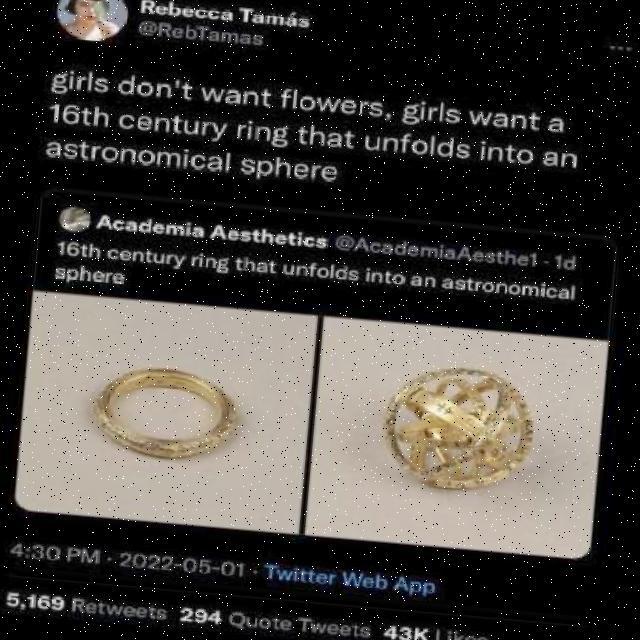 Rebecca Tamás
@RebTamas
girls don't want flowers, girls want a
16th century ring that unfolds into an
astronomical sphere
Academia Aesthetics @AcademiaAesthe1 · 1d
16th century ring that unfolds into an astronomical
sphere
4:30 PM · 2022-05-01 · Twitter Web App
5,169 Retweets 294 Quote Tweets 43K